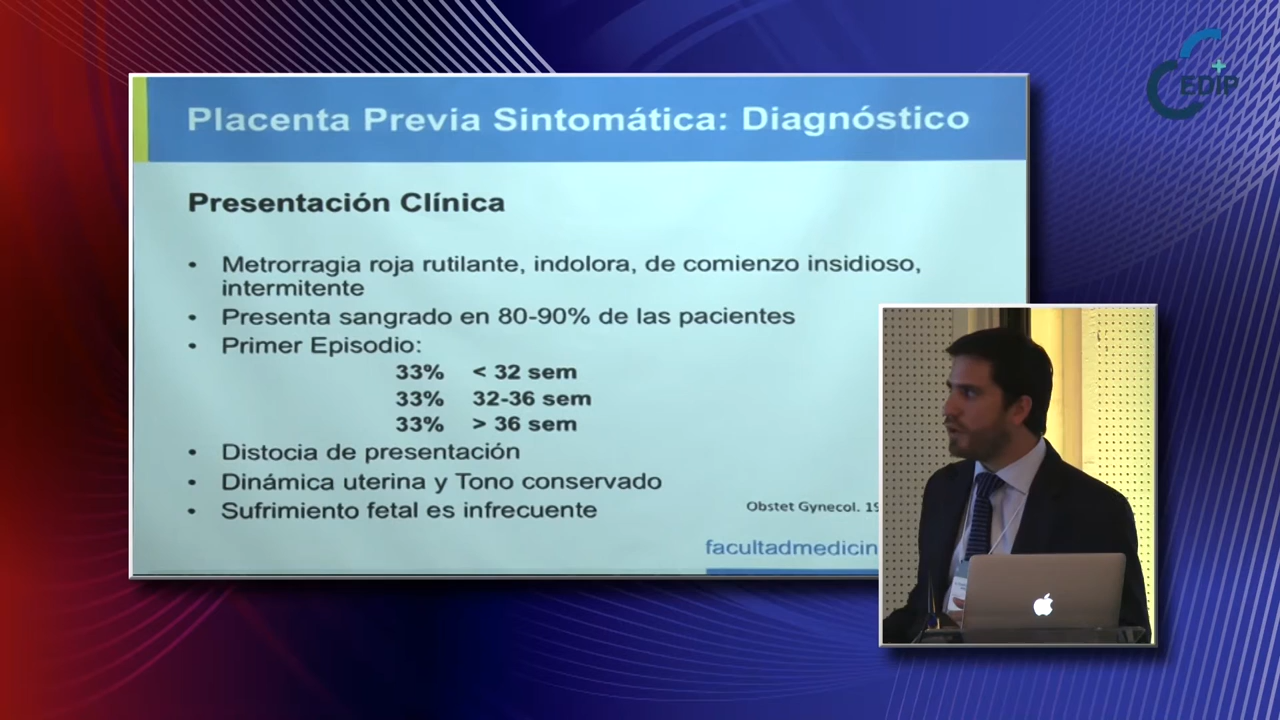 Placenta Previa Sintomática: Diagnóstico
EDIP
Presentación Clínica
• Metrorragia roja rutilante, indolora, de comienzo insidioso,
intermitente
• Presenta sangrado en 80-90% de las pacientes
• Primer Episodio:
33% < 32 sem
33% 32-36 sem
33% > 36 sem
• Distocia de presentación
• Dinámica uterina y Tono conservado
• Sufrimiento fetal es infrecuente
Obstet Gynecol. 19
facultadmedicin